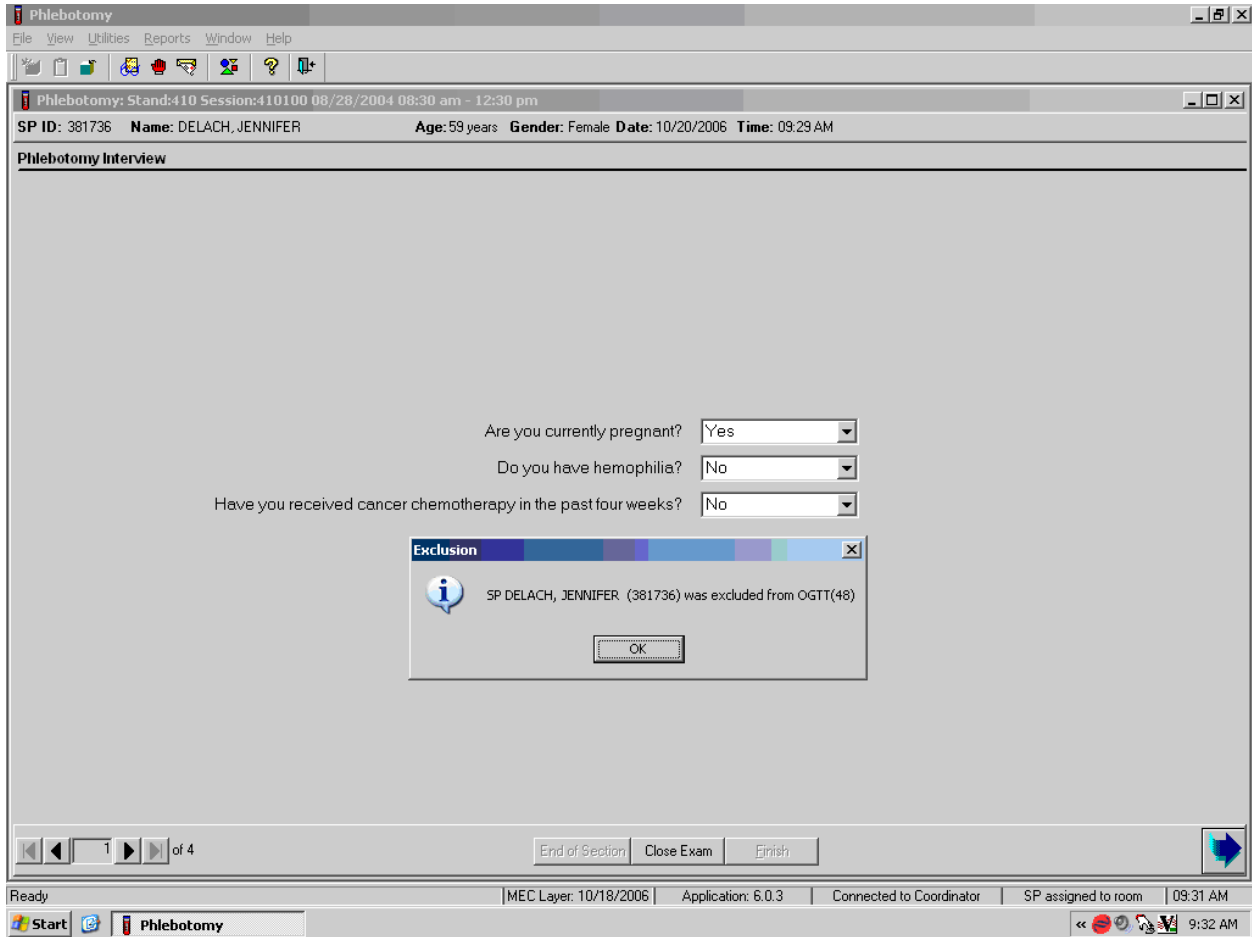 Phlebotomy
File View Utilities Reports Window Help
Phlebotomy: Stand:410 Session:410100 08/28/2004 08:30 am - 12:30 pm
SP ID: 381736 Name: DELACH, JENNIFER Age: 59 years Gender: Female Date: 10/20/2006 Time: 09:29 AM
Phlebotomy Interview
Are you currently pregnant? Yes
Do you have hemophilia? No
Have you received cancer chemotherapy in the past four weeks? No
Exclusion
SP DELACH, JENNIFER (381736) was excluded from OGTT(48)
OK
1 of 4 End of Section Close Exam Finish
Ready MEC Layer: 10/18/2006 Application: 6.0.3 Connected to Coordinator SP assigned to room 09:31 AM
Start Phlebotomy « 9:32 AM